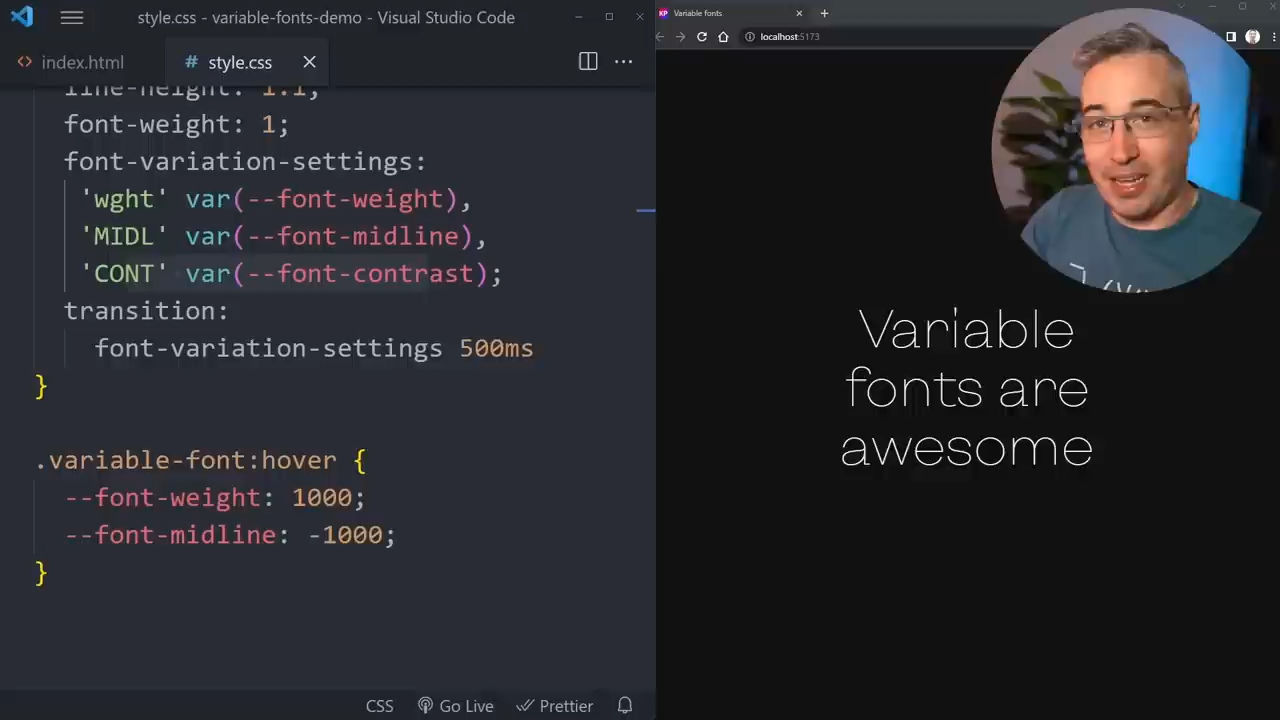 style.css - variable-fonts-demo - Visual Studio Code
index.html
# style.css
line-height: 1.1;
font-weight: 1;
font-variation-settings:
'wght' var(--font-weight),
'MIDL' var(--font-midline),
'CONT' var(--font-contrast);
transition:
font-variation-settings 500ms
}
.variable-font:hover {
--font-weight: 1000;
--font-midline: -1000;
}
CSS
Go Live
Prettier
KP
Variable fonts
localhost:5173
Variable
fonts are
awesome